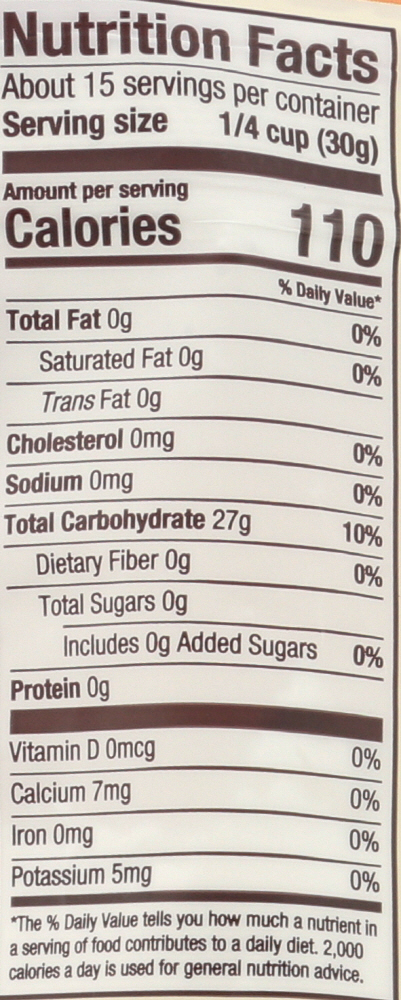 Nutrition Facts
About 15 servings per container
Serving size 1/4 cup (30g)
Amount per serving
Calories 110
% Daily Value*
Total Fat 0g 0%
Saturated Fat 0g 0%
Trans Fat 0g
Cholesterol 0mg 0%
Sodium 0mg 0%
Total Carbohydrate 27g 10%
Dietary Fiber 0g 0%
Total Sugars 0g
Includes 0g Added Sugars 0%
Protein 0g
Vitamin D 0mcg 0%
Calcium 7mg 0%
Iron 0mg 0%
Potassium 5mg 0%
*The % Daily Value tells you how much a nutrient in
a serving of food contributes to a daily diet. 2,000
calories a day is used for general nutrition advice.